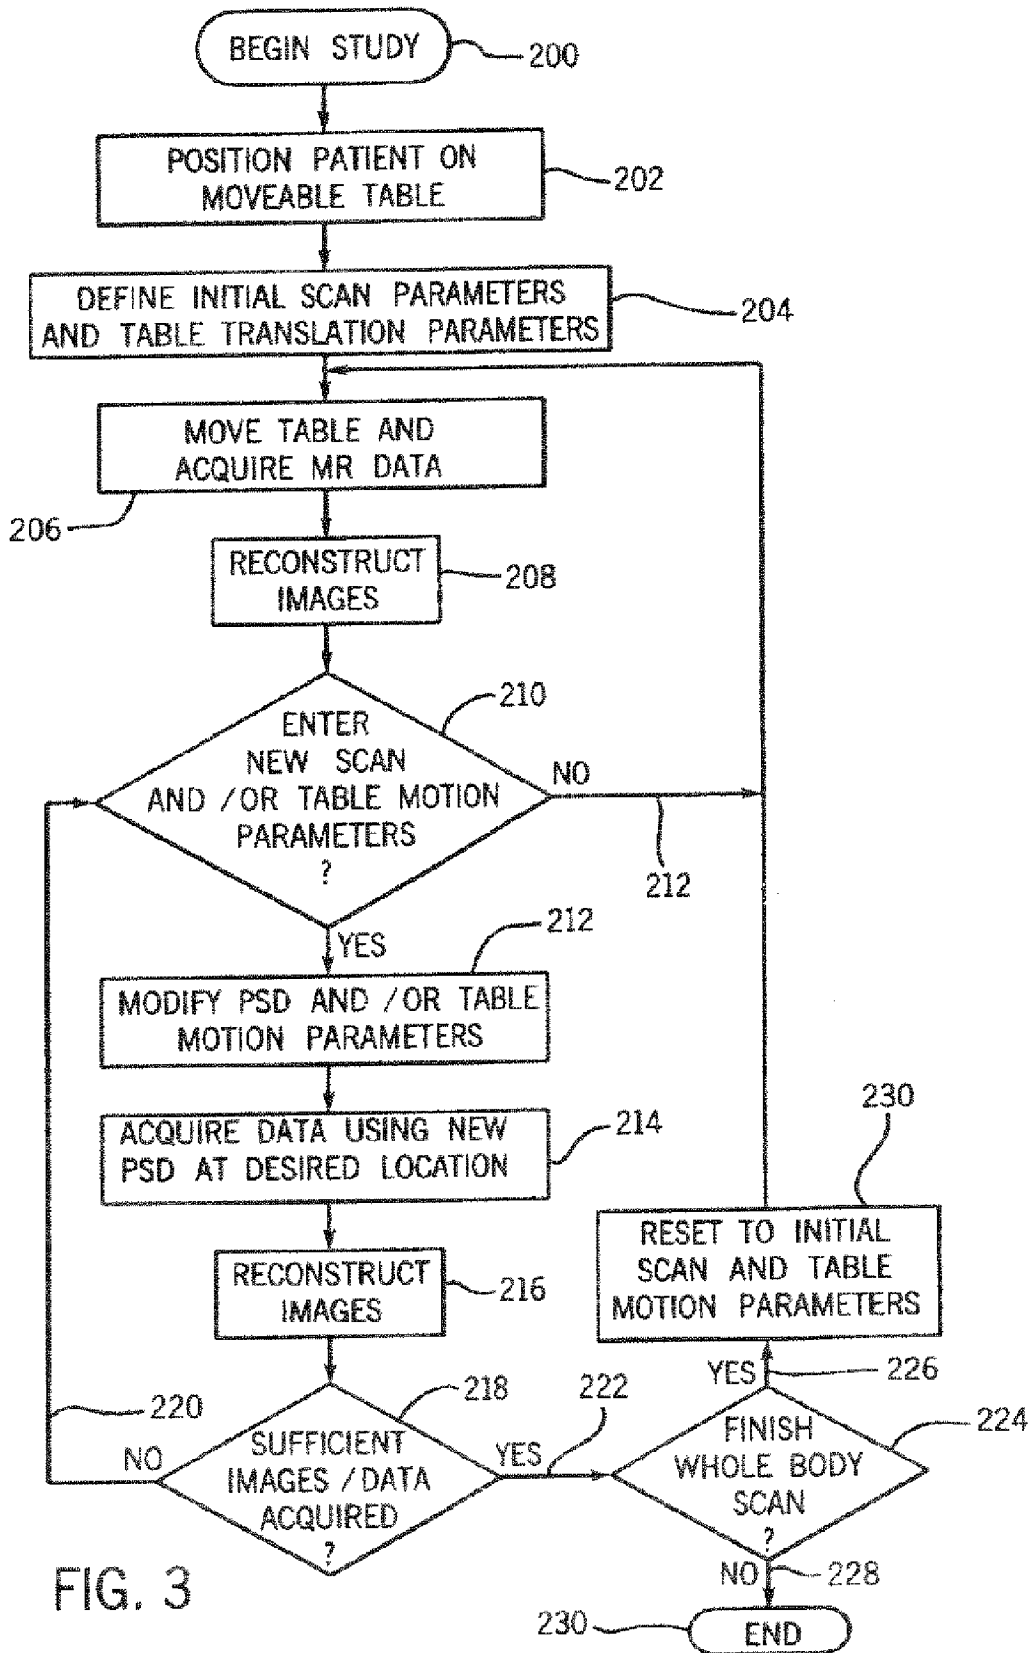 BEGIN STUDY
200
POSITION PATIENT ON
MOVEABLE TABLE
202
DEFINE INITIAL SCAN PARAMETERS
AND TABLE TRANSLATION PARAMETERS
204
MOVE TABLE AND
ACQUIRE MR DATA
206
RECONSTRUCT
IMAGES
208
210
ENTER
NEW SCAN
AND /OR TABLE MOTION
PARAMETERS
?
NO
212
YES
212
MODIFY PSD AND /OR TABLE
MOTION PARAMETERS
ACQUIRE DATA USING NEW
PSD AT DESIRED LOCATION
214
RECONSTRUCT
IMAGES
216
218
SUFFICIENT
IMAGES /DATA
ACQUIRED
?
NO
220
YES
222
FINISH
WHOLE BODY
SCAN
?
224
YES
226
RESET TO INITIAL
SCAN AND TABLE
MOTION PARAMETERS
230
NO
228
END
230
FIG. 3